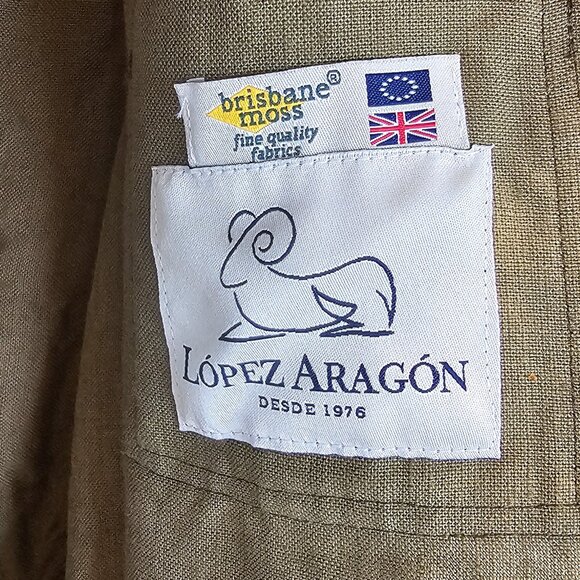 brisbane®
moss
fine quality
fabrics
LÓPEZ ARAGÓN
DESDE 1976